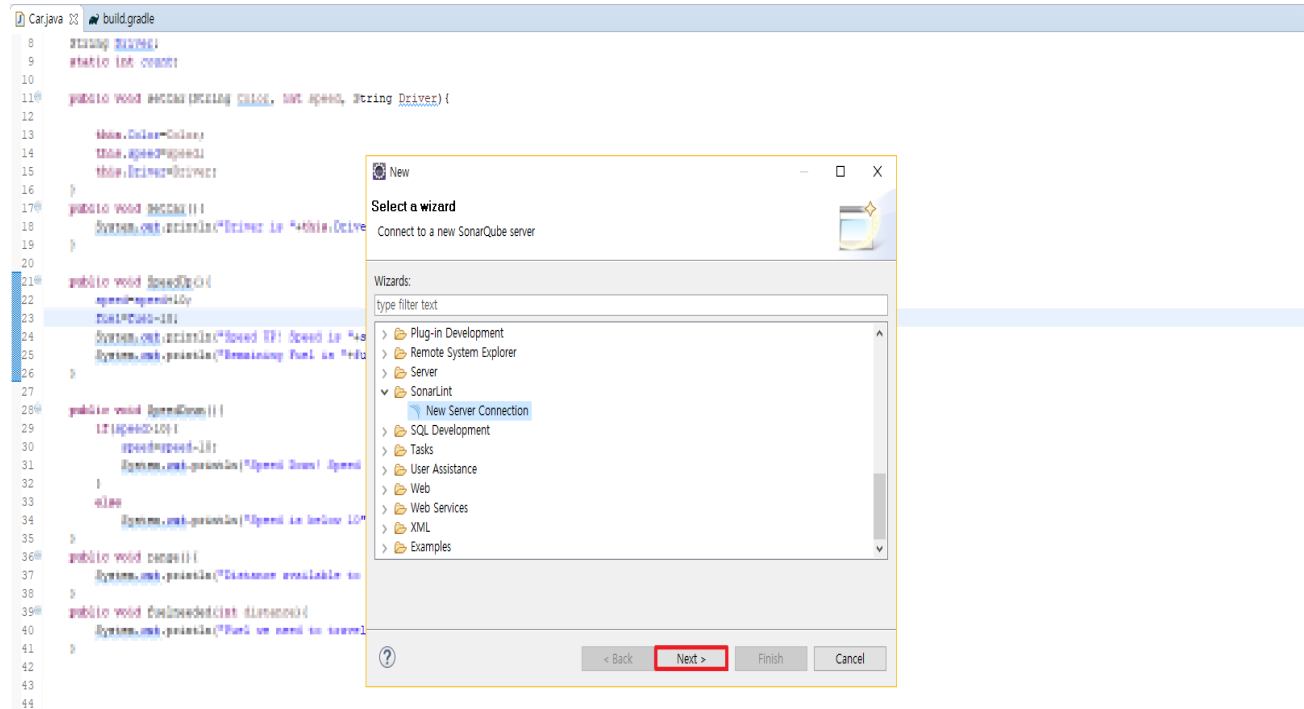 Car.java
build.gradle
8 String Driver;
9 static int count;
10
11 public void setCar(String Color, int speed, String Driver){
12
13 this.Color=Color;
14 this.speed=speed;
15 this.Driver=Driver;
16 }
17 public void getCar(){
18 System.out.println("Driver is "+this.Drive
19 }
20
21 public void SpeedUp(){
22 speed=speed+10;
23 fuel=fuel-10;
24 System.out.println("Speed UP! Speed is "+s
25 System.out.println("Remaining Fuel is "+fu
26 }
27
28 public void SpeedDown(){
29 if(speed>10){
30 speed=speed-10;
31 System.out.println("Speed Down! Speed
32 }
33 else
34 System.out.println("Speed is below 10"
35 }
36 public void range(){
37 System.out.println("Distance available to
38 }
39 public void fuelneeded(int distance){
40 System.out.println("Fuel we need to travel
41 }
42
43
44
New
Select a wizard
Connect to a new SonarQube server
Wizards:
type filter text
Plug-in Development
Remote System Explorer
Server
SonarLint
New Server Connection
SQL Development
Tasks
User Assistance
Web
Web Services
XML
Examples
?
< Back
Next >
Finish
Cancel